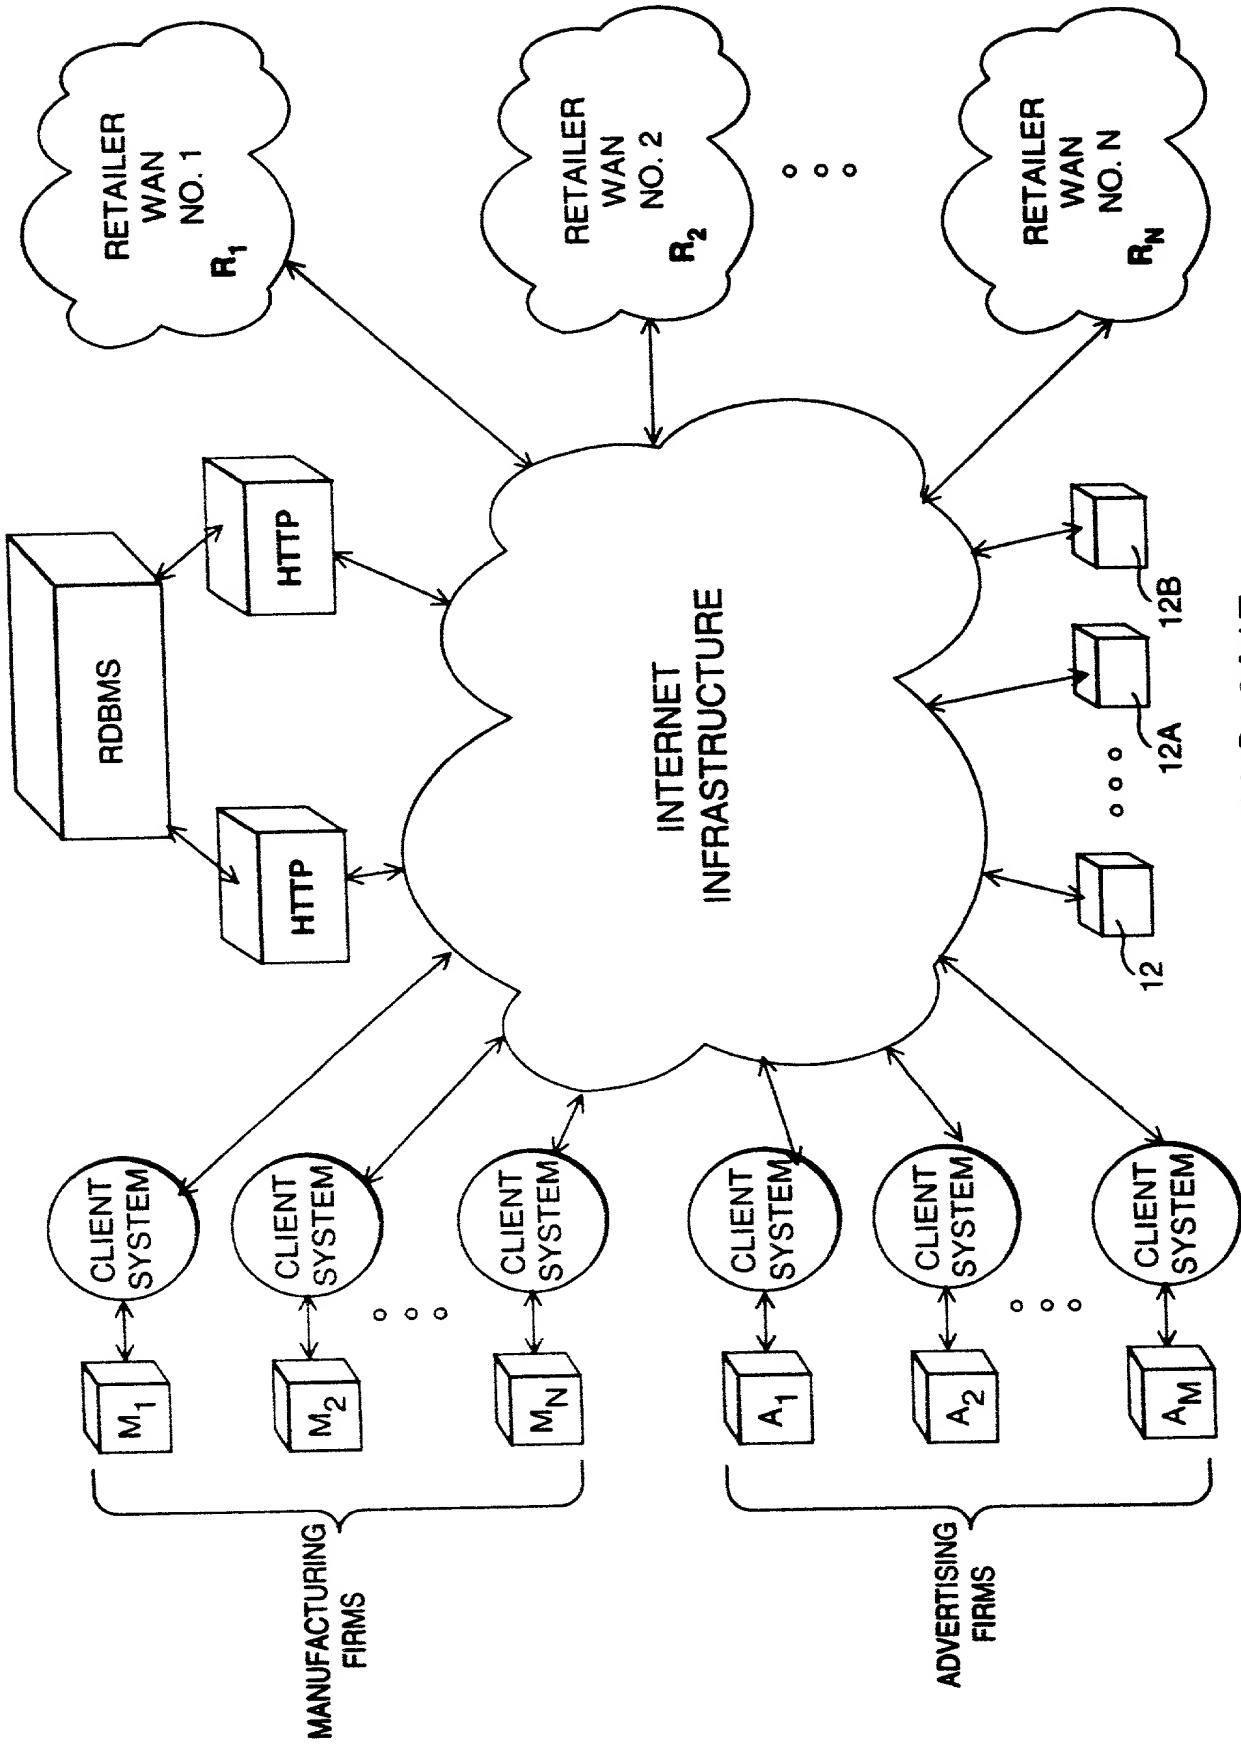 RDBMS
HTTP
HTTP
RETAILER
WAN
NO. 1
R1
RETAILER
WAN
NO. 2
R2
RETAILER
WAN
NO. N
RN
INTERNET
INFRASTRUCTURE
MANUFACTURING
FIRMS
M1
CLIENT
SYSTEM
M2
CLIENT
SYSTEM
MN
CLIENT
SYSTEM
ADVERTISING
FIRMS
A1
CLIENT
SYSTEM
A2
CLIENT
SYSTEM
AM
CLIENT
SYSTEM
12
12A
12B